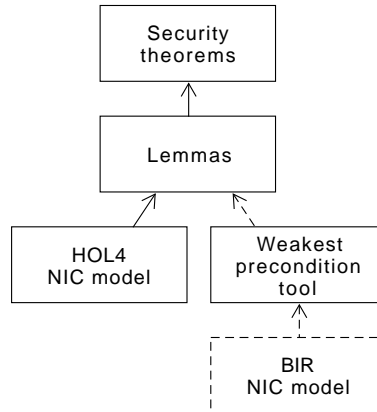 Security
theorems
Lemmas
HOL4
NIC model
Weakest
precondition
tool
BIR
NIC model